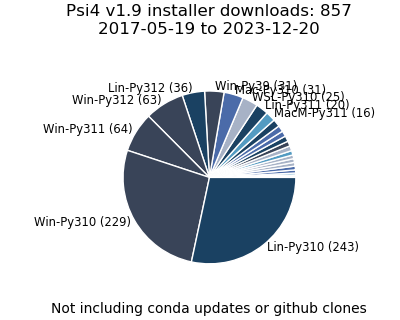 Psi4 v1.9 installer downloads: 857
2017-05-19 to 2023-12-20
Lin-Py312 (36)
Win-Py39 (31)
Mac-Py310 (31)
Win-Py312 (63)
WSL-Py310 (25)
Lin-Py311 (20)
MacM-Py311 (16)
Win-Py311 (64)
Win-Py310 (229)
Lin-Py310 (243)
Not including conda updates or github clones